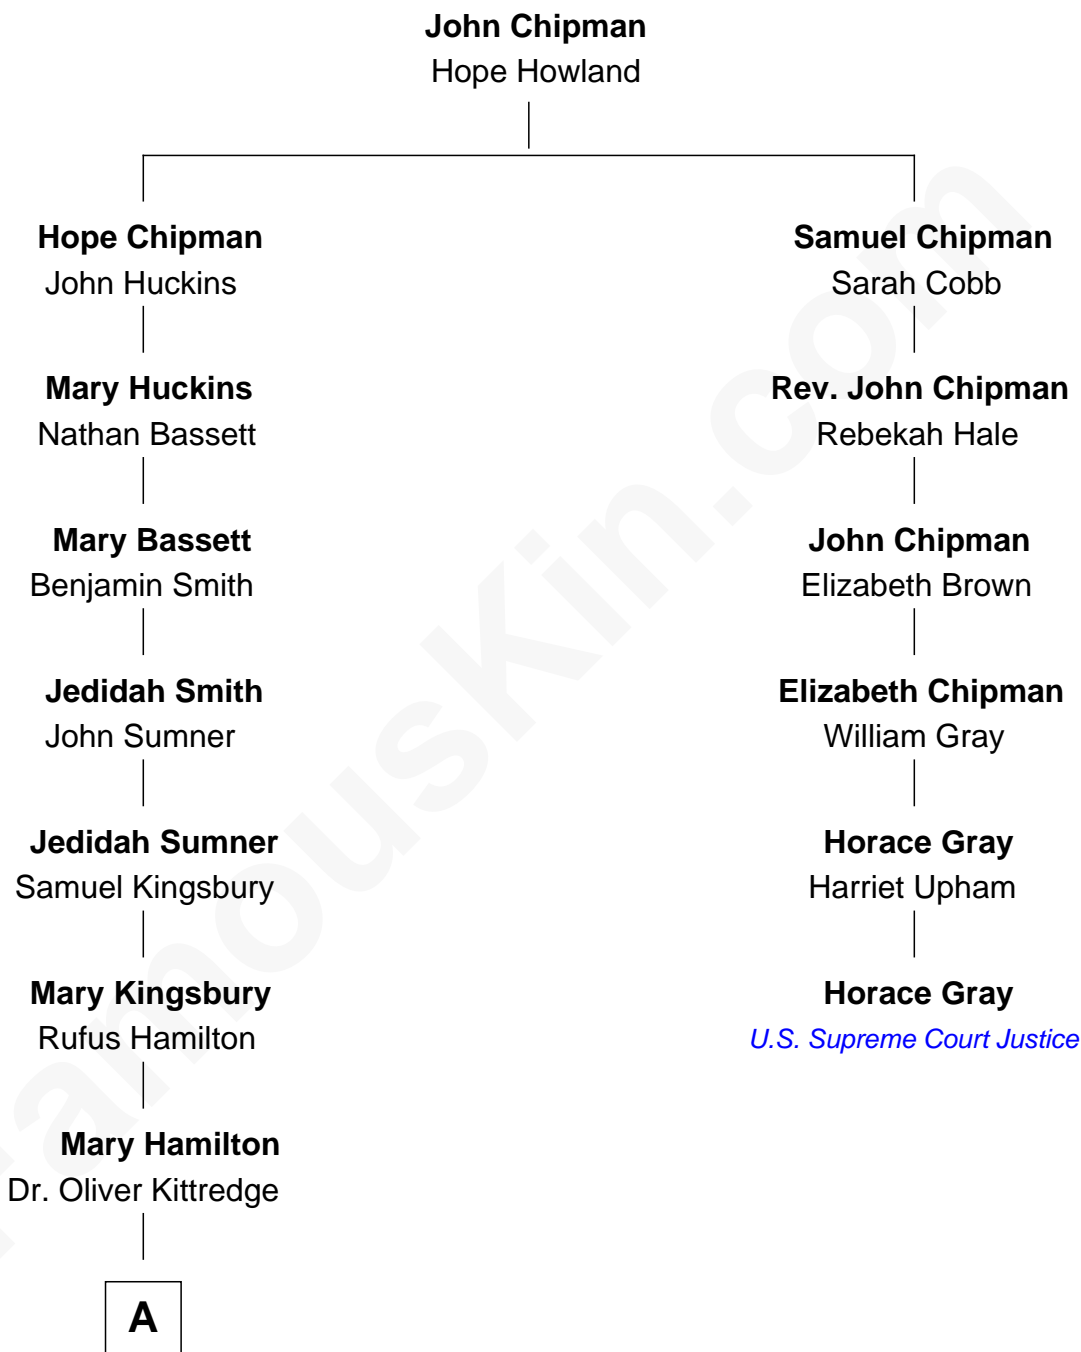 John Chipman
Hope Howland
Hope Chipman
John Huckins
Samuel Chipman
Sarah Cobb
Mary Huckins
Nathan Bassett
Rev. John Chipman
Rebekah Hale
Mary Bassett
Benjamin Smith
John Chipman
Elizabeth Brown
Jedidah Smith
John Sumner
Elizabeth Chipman
William Gray
Jedidah Sumner
Samuel Kingsbury
Horace Gray
Harriet Upham
Mary Kingsbury
Rufus Hamilton
Horace Gray
U.S. Supreme Court Justice
Mary Hamilton
Dr. Oliver Kittredge
A
FamousKin.com